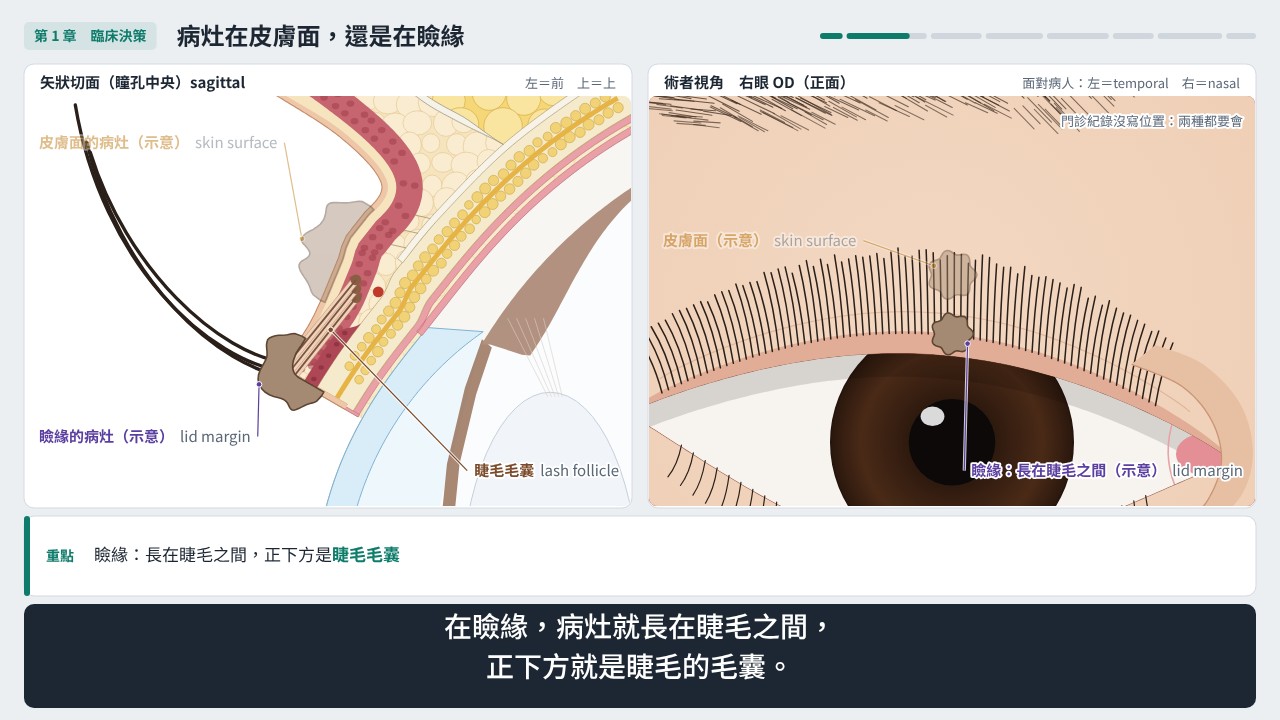 第 1 章　臨床決策
病灶在皮膚面，還是在瞼緣
矢狀切面（瞳孔中央）sagittal
左＝前　上＝上
皮膚面的病灶（示意） skin surface
瞼緣的病灶（示意） lid margin
睫毛毛囊 lash follicle
術者視角　右眼 OD（正面）
面對病人：左＝temporal　右＝nasal
門診紀錄沒寫位置：兩種都要會
皮膚面（示意） skin surface
瞼緣：長在睫毛之間（示意） lid margin
重點　瞼緣：長在睫毛之間，正下方是睫毛毛囊
在瞼緣，病灶就長在睫毛之間，
正下方就是睫毛的毛囊。